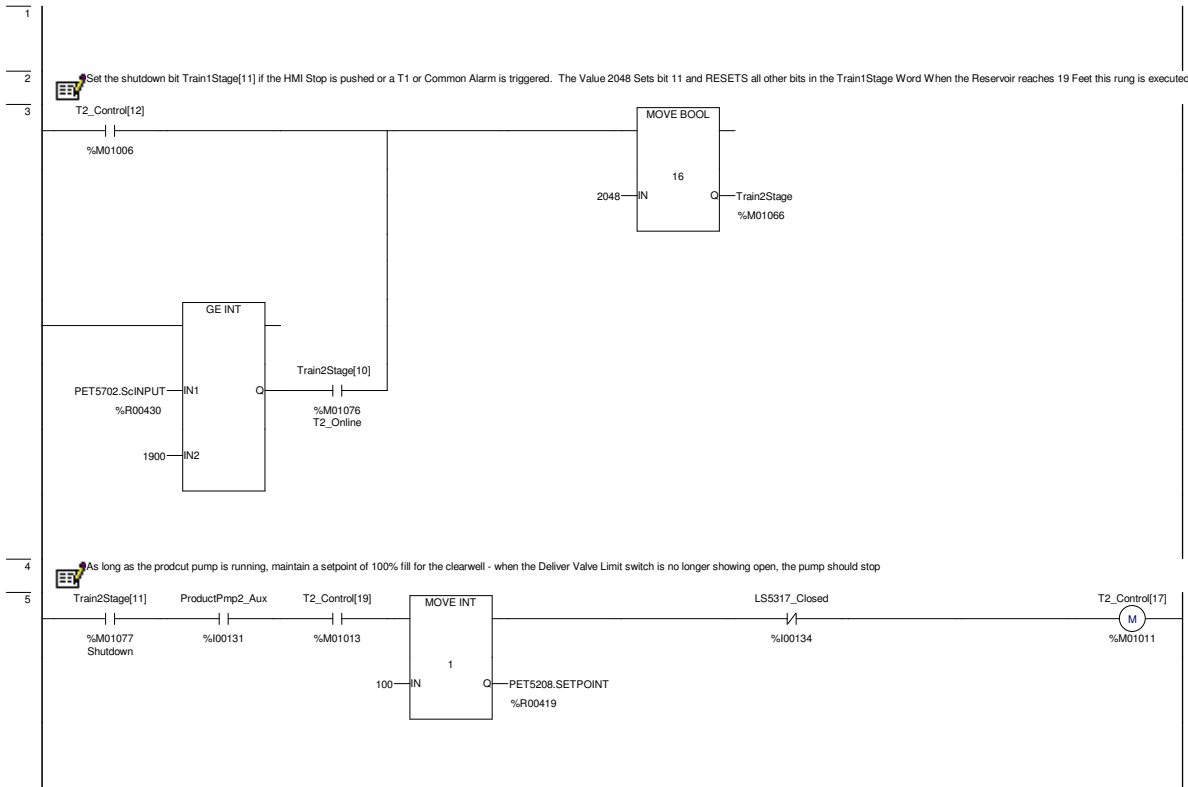 1
2
Set the shutdown bit Train1Stage[11] if the HMI Stop is pushed or a T1 or Common Alarm is triggered. The Value 2048 Sets bit 11 and RESETS all other bits in the Train1Stage Word When the Reservoir reaches 19 Feet this rung is executed
3
T2_Control[12]
%M01006
MOVE BOOL
16
2048 IN Q Train2Stage
%M01066
GE INT
Train2Stage[10]
PET5702.ScINPUT IN1 Q
%R00430
%M01076
T2_Online
1900 IN2
4
As long as the prodcut pump is running, maintain a setpoint of 100% fill for the clearwell - when the Deliver Valve Limit switch is no longer showing open, the pump should stop
5
Train2Stage[11] ProductPmp2_Aux T2_Control[19] MOVE INT LS5317_Closed T2_Control[17]
M
%M01077 %I00131 %M01013 %I00134 %M01011
Shutdown
1
100 IN Q PET5208.SETPOINT
%R00419